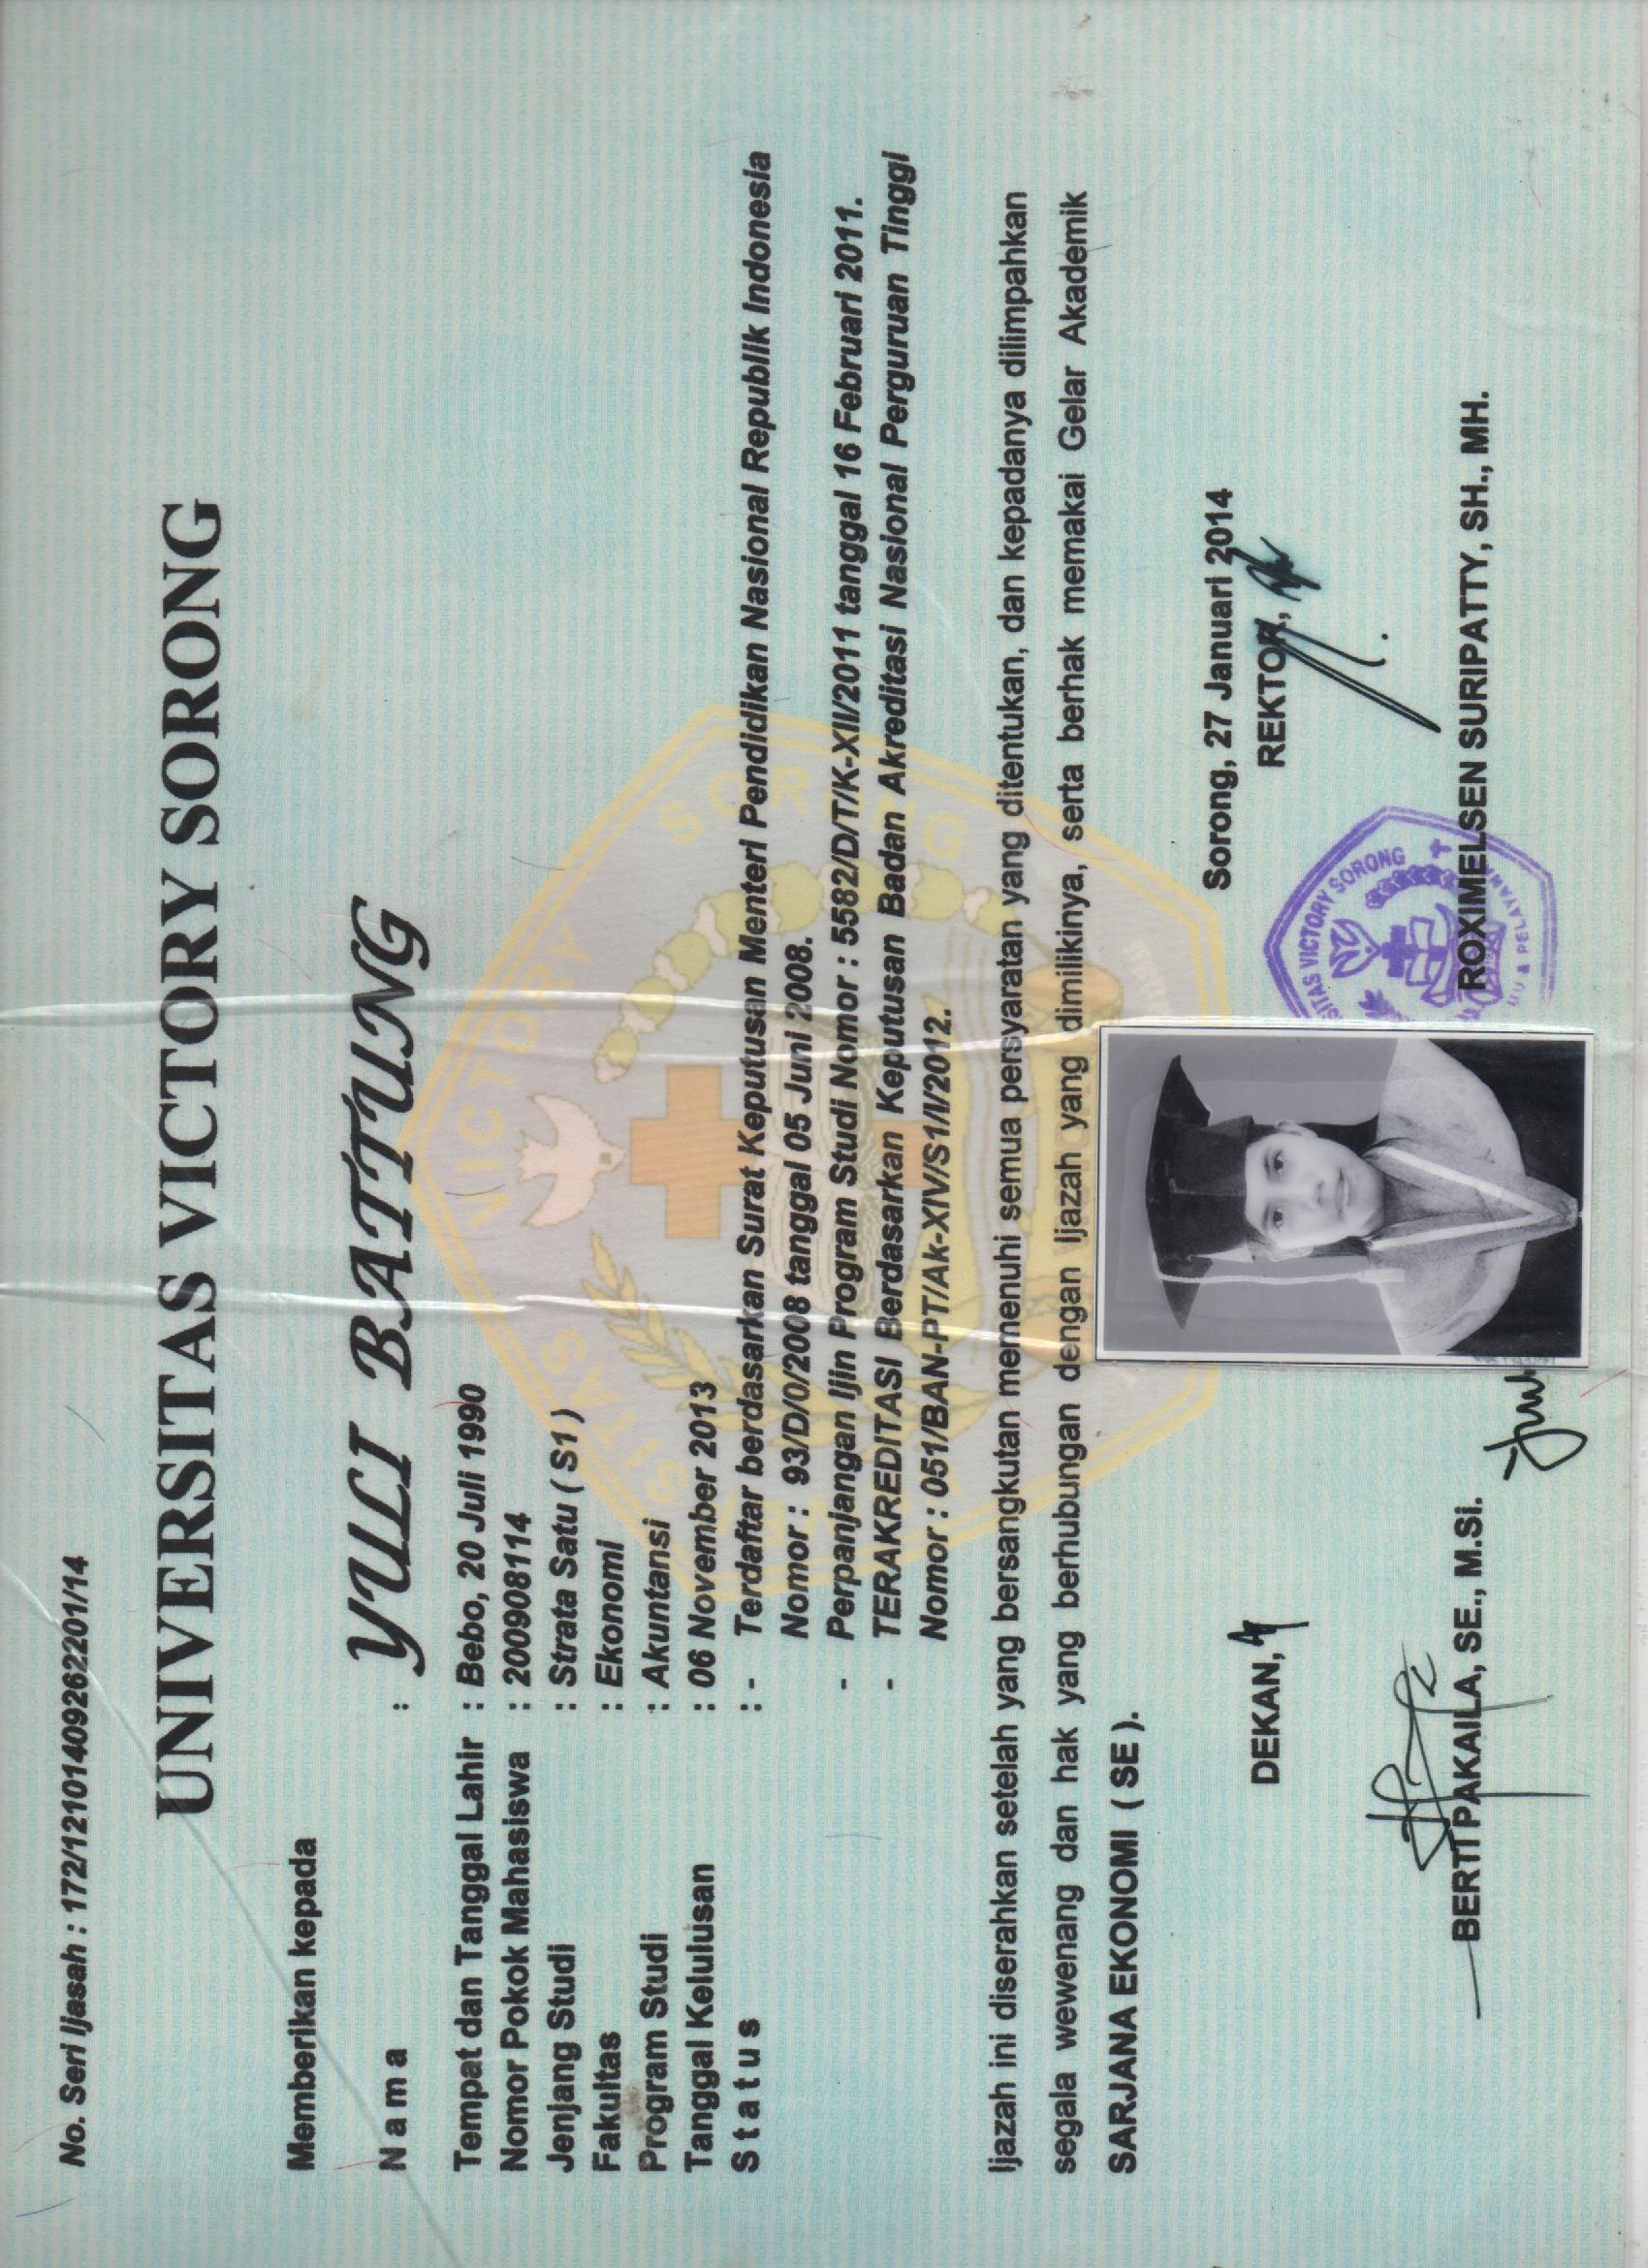 No. Seri Ijasah : 172/12101409262201/14
UNIVERSITAS VICTORY SORONG
Memberikan kepada
Nama : YULI BATTUNG
Tempat dan Tanggal Lahir : Bebo, 20 Juli 1990
Nomor Pokok Mahasiswa : 200908114
Jenjang Studi : Strata Satu ( S1 )
Fakultas : Ekonomi
Program Studi : Akuntansi
Tanggal Kelulusan : 06 November 2013
Status : - Terdaftar berdasarkan Surat Keputusan Menteri Pendidikan Nasional Republik Indonesia
Nomor : 93/D/0/2008 tanggal 05 Juni 2008.
- Perpanjangan Ijin Program Studi Nomor : 5582/D/T/K-XII/2011 tanggal 16 Februari 2011.
- TERAKREDITASI Berdasarkan Keputusan Badan Akreditasi Nasional Perguruan Tinggi
Nomor : 051/BAN-PT/Ak-XIV/S1/I/2012.
Ijazah ini diserahkan setelah yang bersangkutan memenuhi semua persyaratan yang ditentukan, dan kepadanya dilimpahkan
segala wewenang dan hak yang berhubungan dengan Ijazah yang dimilikinya, serta berhak memakai Gelar Akademik
SARJANA EKONOMI ( SE ).
Sorong, 27 Januari 2014
DEKAN,
REKTOR,
VICTORY SORONG
BERTI PAKAILA, SE., M.Si.
ROXIMELSEN SURIPATTY, SH., MH.